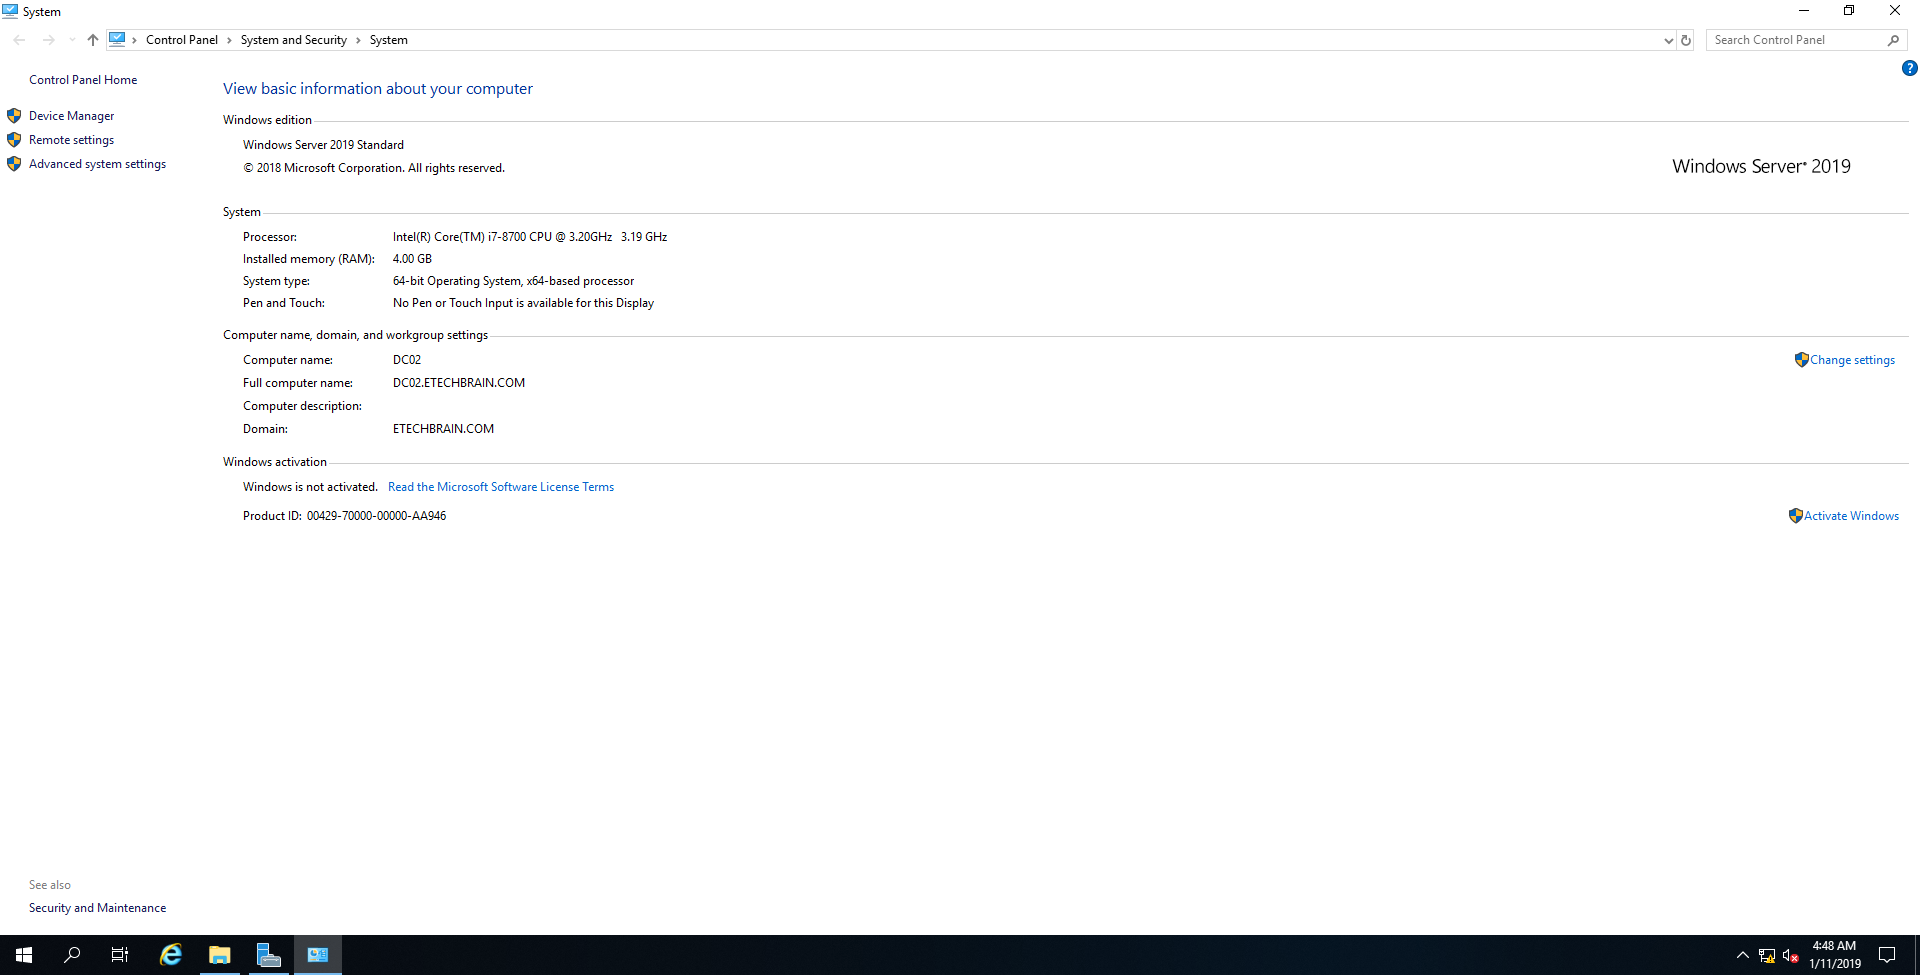 System
Control Panel > System and Security > System
Search Control Panel
?
Control Panel Home
Device Manager
Remote settings
Advanced system settings
View basic information about your computer
Windows edition
Windows Server 2019 Standard
© 2018 Microsoft Corporation. All rights reserved.
Windows Server® 2019
System
Processor: Intel(R) Core(TM) i7-8700 CPU @ 3.20GHz 3.19 GHz
Installed memory (RAM): 4.00 GB
System type: 64-bit Operating System, x64-based processor
Pen and Touch: No Pen or Touch Input is available for this Display
Computer name, domain, and workgroup settings
Computer name: DC02
Change settings
Full computer name: DC02.ETECHBRAIN.COM
Computer description:
Domain: ETECHBRAIN.COM
Windows activation
Windows is not activated. Read the Microsoft Software License Terms
Product ID: 00429-70000-00000-AA946
Activate Windows
See also
Security and Maintenance
4:48 AM
1/11/2019